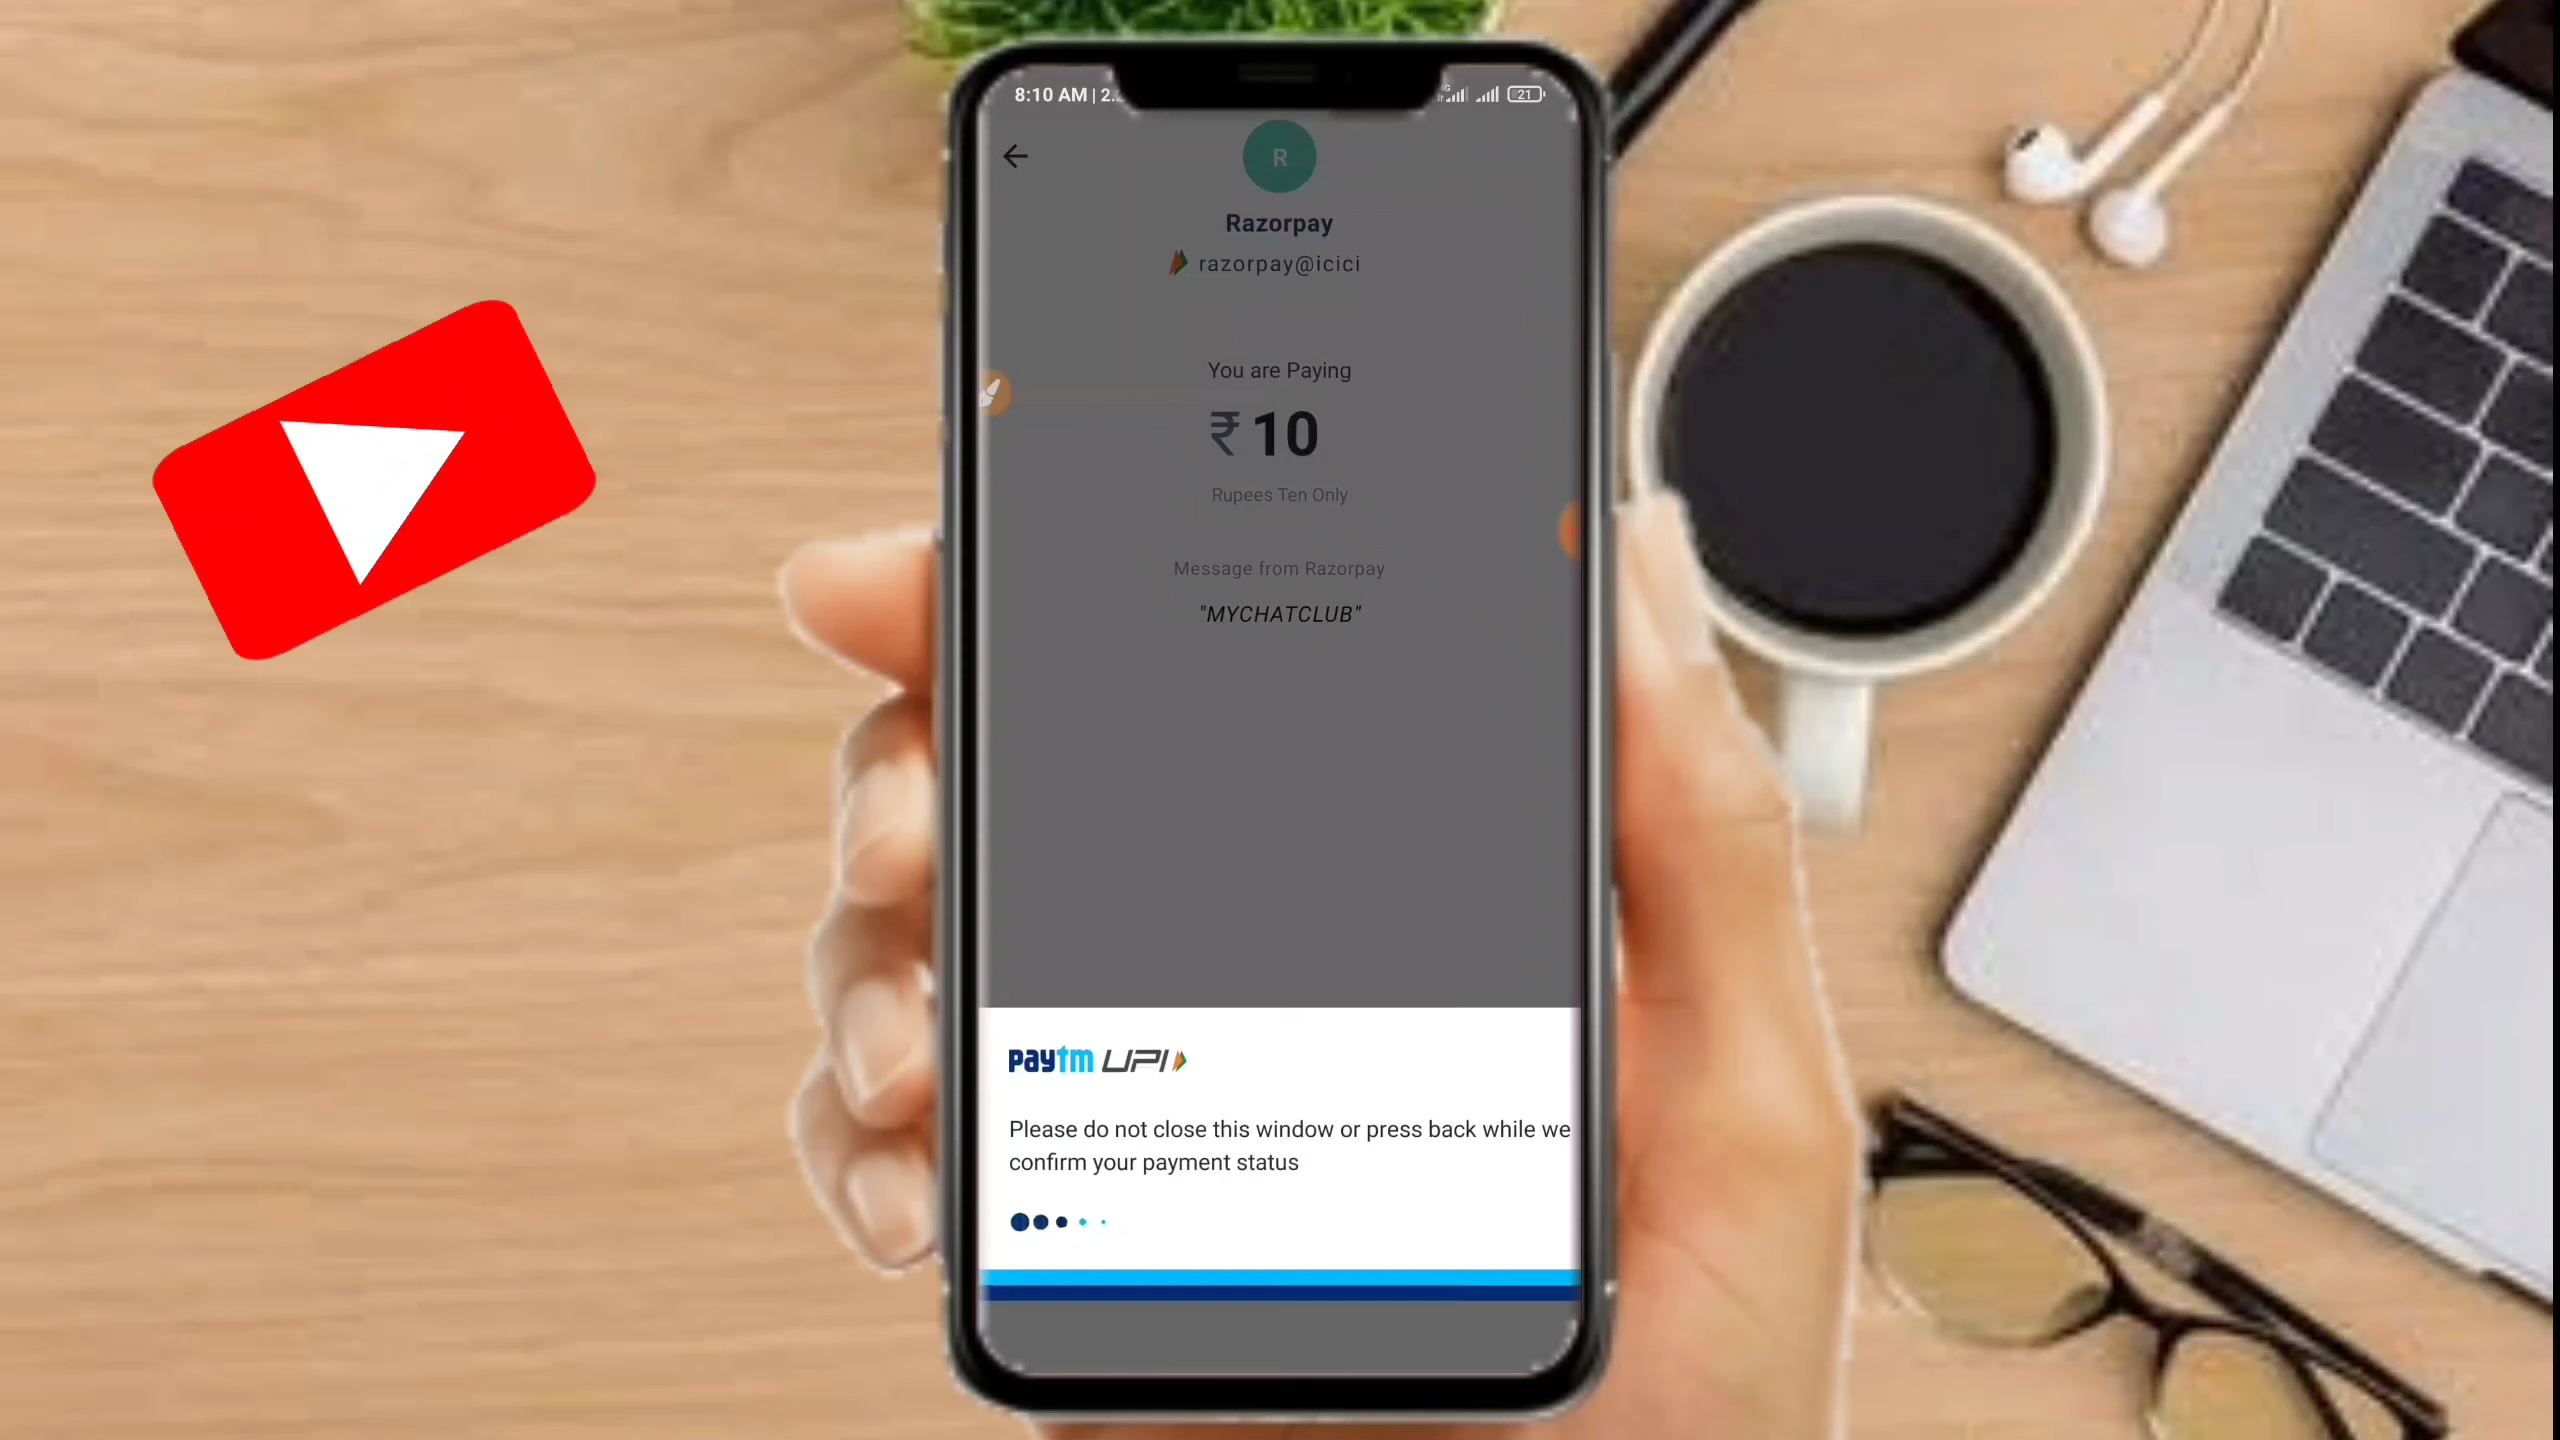 8:10 AM | 2.
21
R
Razorpay
razorpay@icici
You are Paying
₹ 10
Rupees Ten Only
Message from Razorpay
"MYCHATCLUB"
paytm UPI
Please do not close this window or press back while we
confirm your payment status